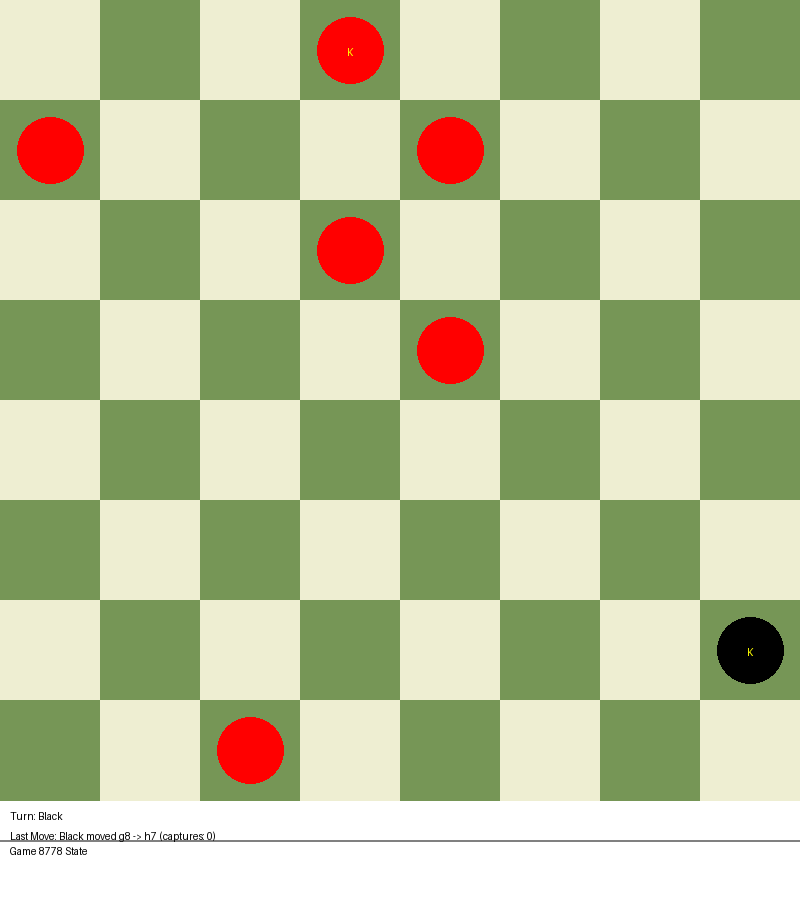 K
K
Turn: Black
Last Move: Black moved g8 -> h7 (captures: 0)
Game 8778 State